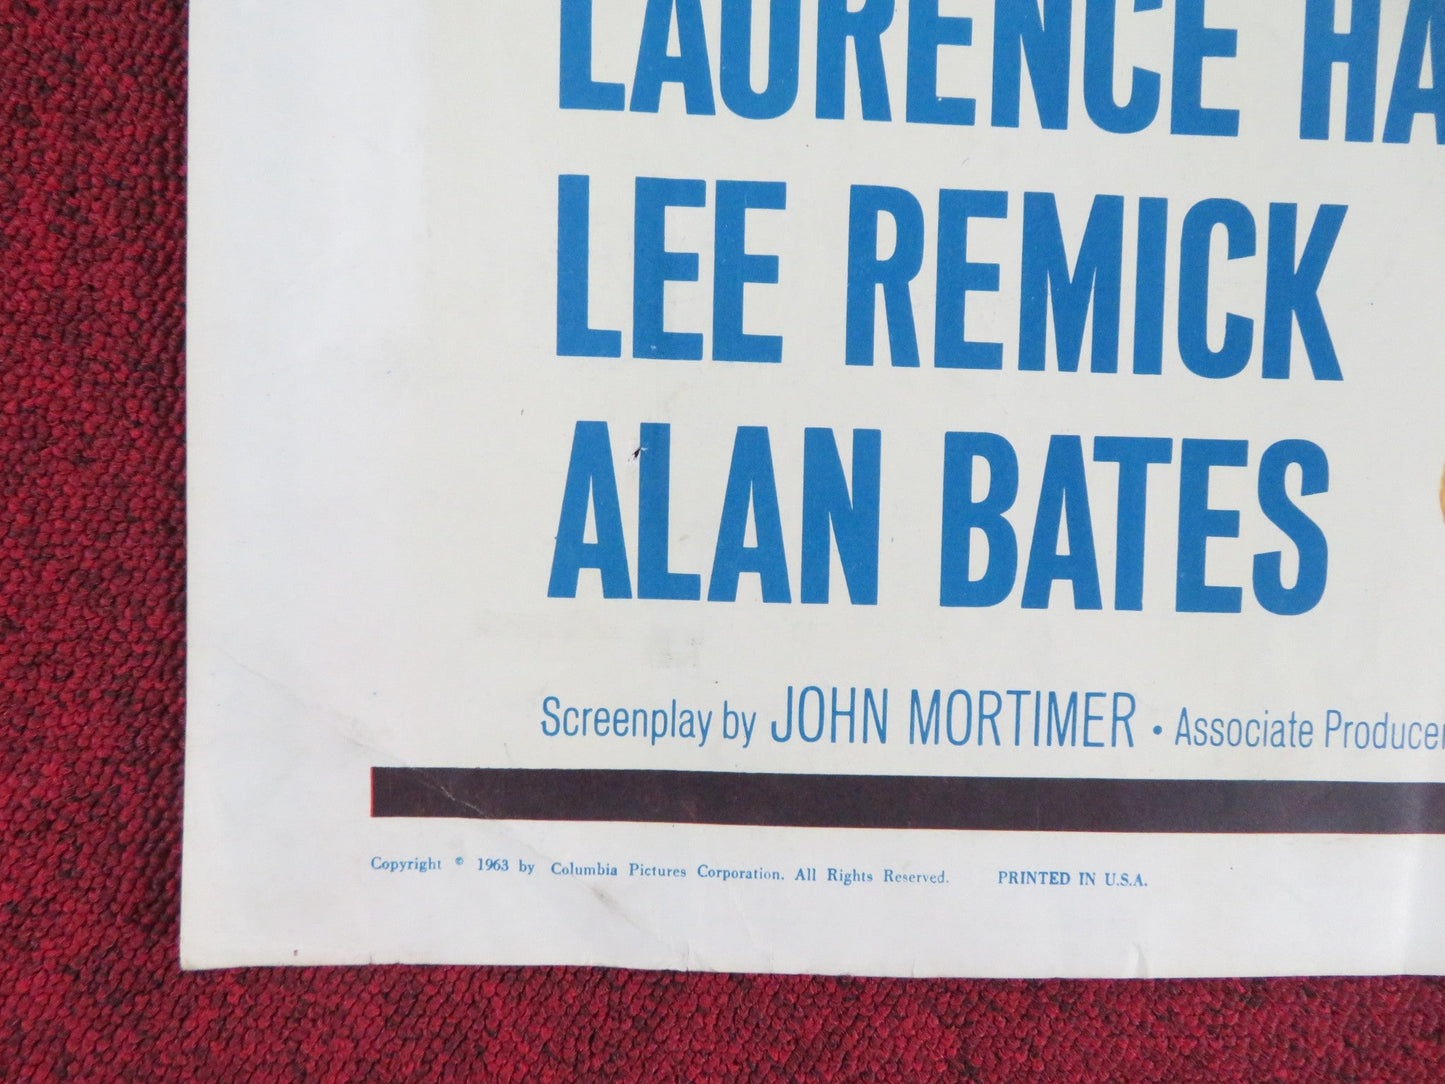 LAURENCE HA
LEE REMICK
ALAN BATES
Screenplay by JOHN MORTIMER • Associate Producer
Copyright © 1963 by Columbia Pictures Corporation. All Rights Reserved. PRINTED IN U.S.A.